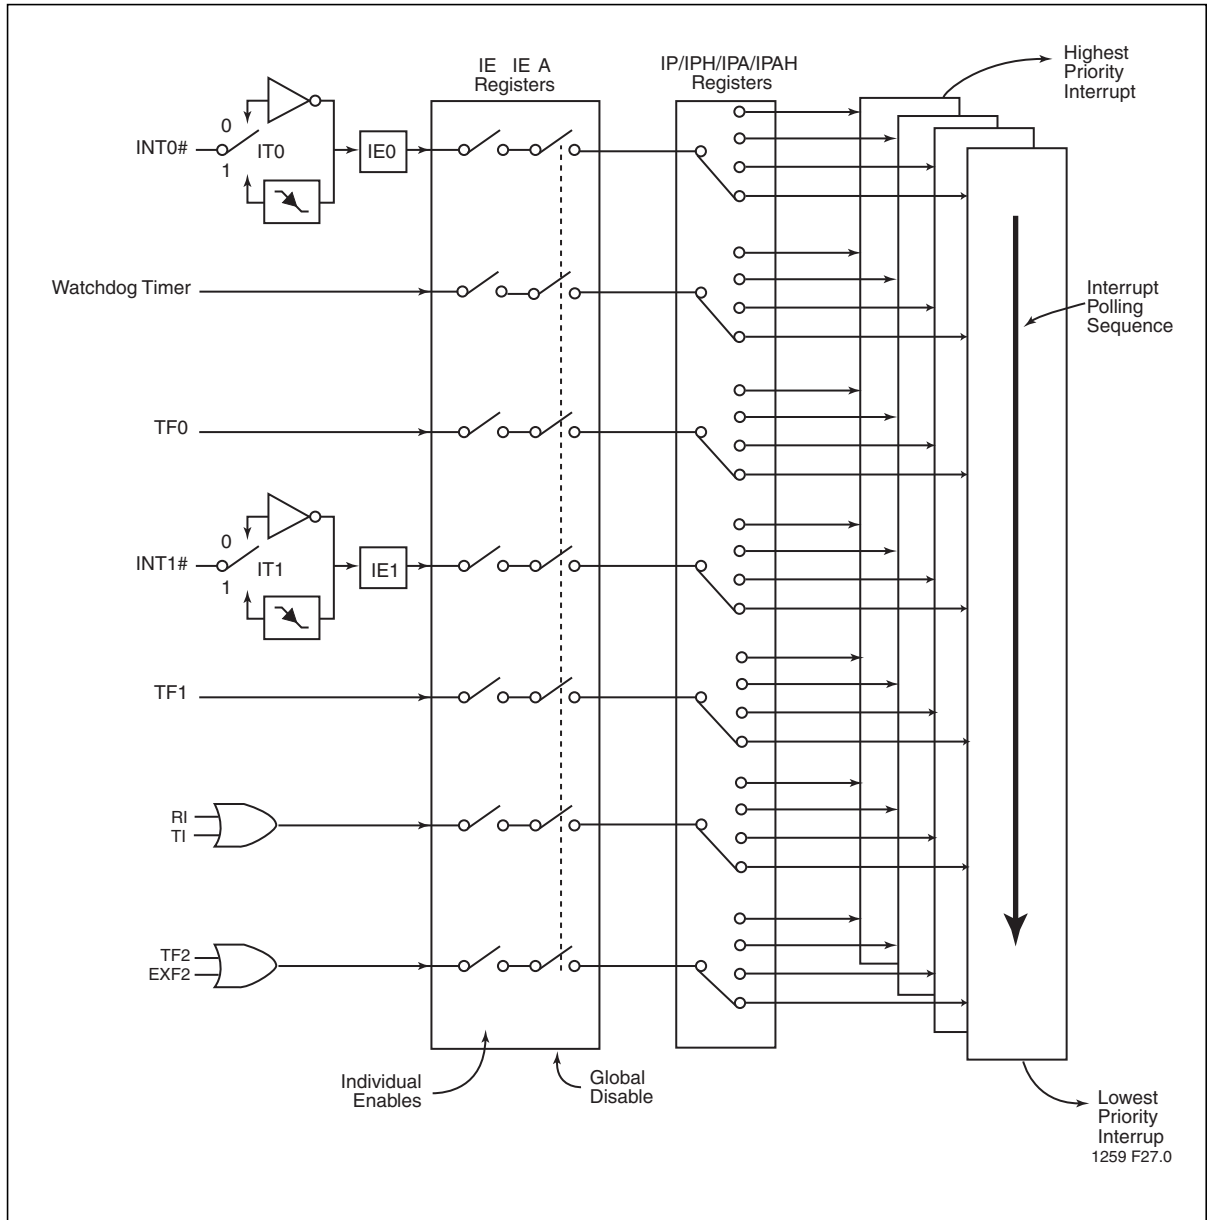 IE IE A
Registers
IP/IPH/IPA/IPAH
Registers
Highest
Priority
Interrupt
0
INT0#
IT0
1
IE0
Watchdog Timer
Interrupt
Polling
Sequence
TF0
0
INT1#
IT1
1
IE1
TF1
RI
TI
TF2
EXF2
Individual
Enables
Global
Disable
Lowest
Priority
Interrup
1259 F27.0